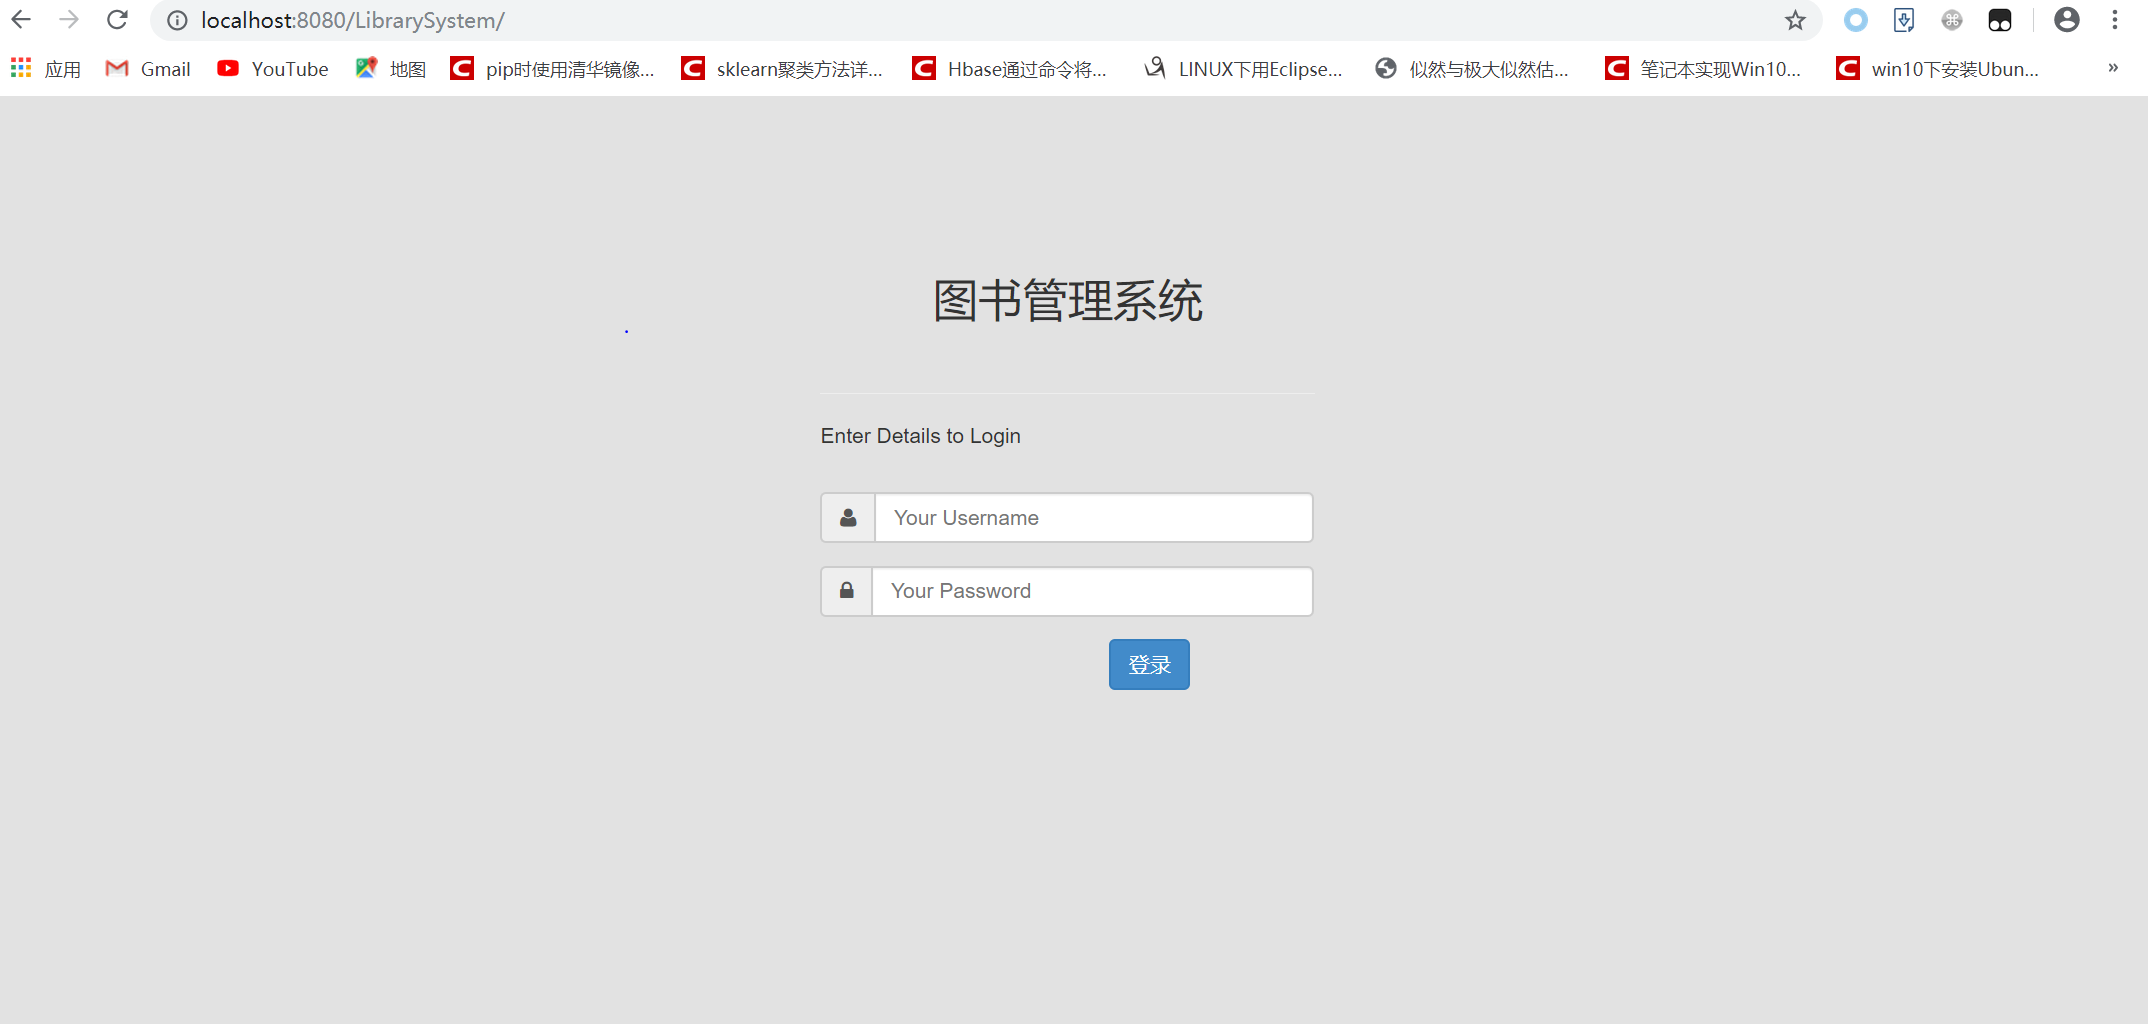 localhost:8080/LibrarySystem/
应用 Gmail YouTube 地图 pip时使用清华镜像... sklearn聚类方法详... Hbase通过命令将... LINUX下用Eclipse... 似然与极大似然估... 笔记本实现Win10... win10下安装Ubun... »
图书管理系统
Enter Details to Login
Your Username
Your Password
登录